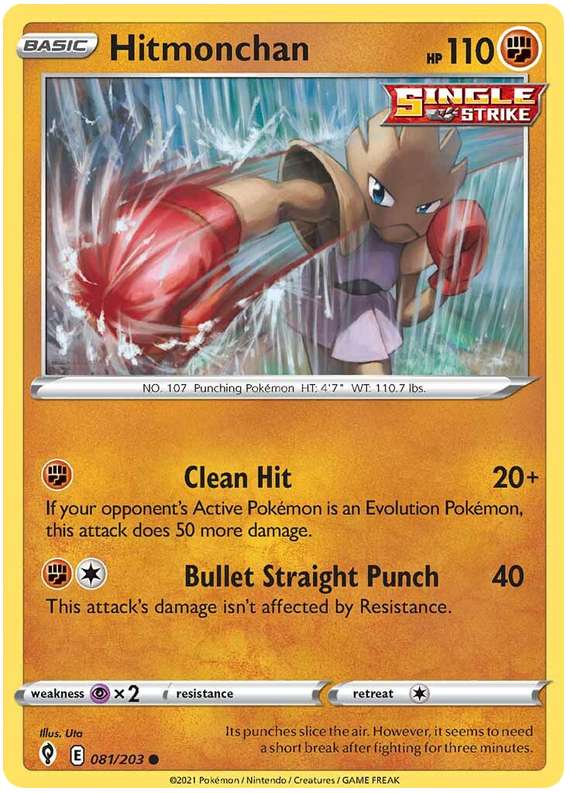 BASIC Hitmonchan HP 110
SINGLE
STRIKE
NO. 107 Punching Pokémon HT: 4'7" WT: 110.7 lbs.
Clean Hit 20+
If your opponent's Active Pokémon is an Evolution Pokémon,
this attack does 50 more damage.
Bullet Straight Punch 40
This attack's damage isn't affected by Resistance.
weakness ×2 resistance retreat
Illus. Uta
Its punches slice the air. However, it seems to need
a short break after fighting for three minutes.
E 081/203
©2021 Pokémon / Nintendo / Creatures / GAME FREAK